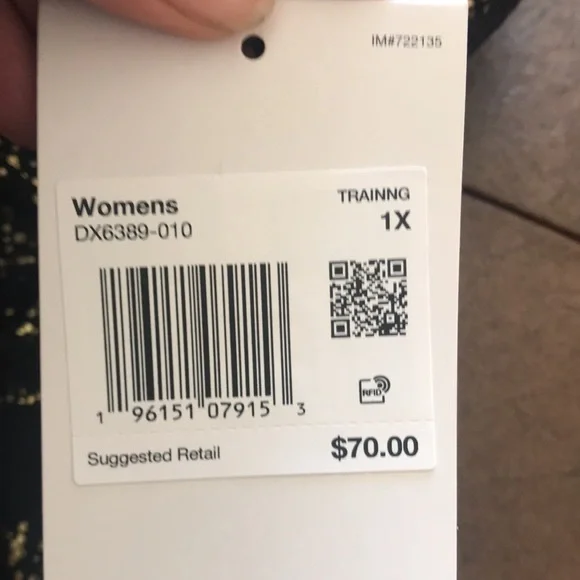 IM#722135
Womens
TRAINNG
DX6389-010
1X
RFID
1 96151 07915 3
Suggested Retail
$70.00